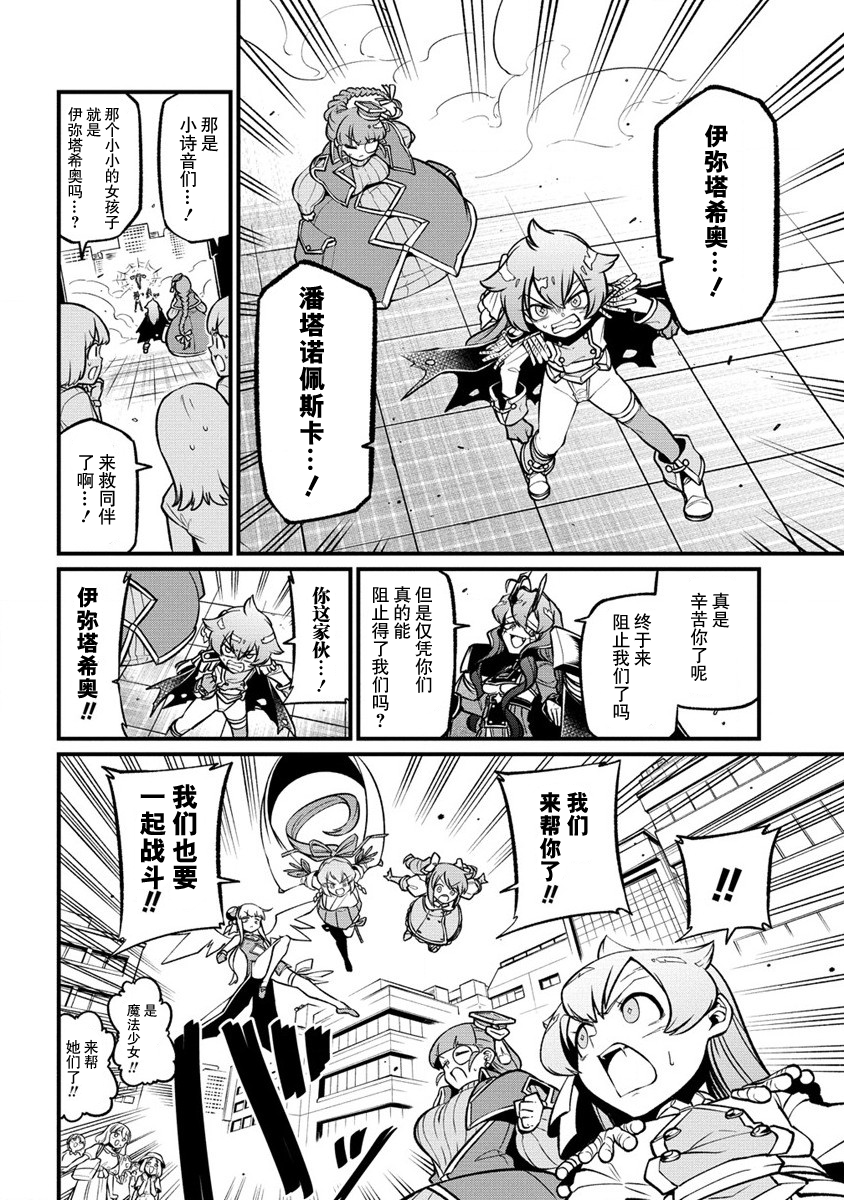 伊弥塔希奥…！
潘塔诺佩斯卡…！
那是
小诗音们…！
那个小小的女孩子
就是
伊弥塔希奥吗…？
来救同伴
了啊…！
真是
辛苦你了呢
终于来
阻止我们了吗
但是仅凭你们
真的能
阻止得了我们吗？
你这家伙…！
伊弥塔希奥！！
！！
我们
来帮你了！！
我们也要
一起战斗！！
是
魔法少女！！
来帮
她们了！！